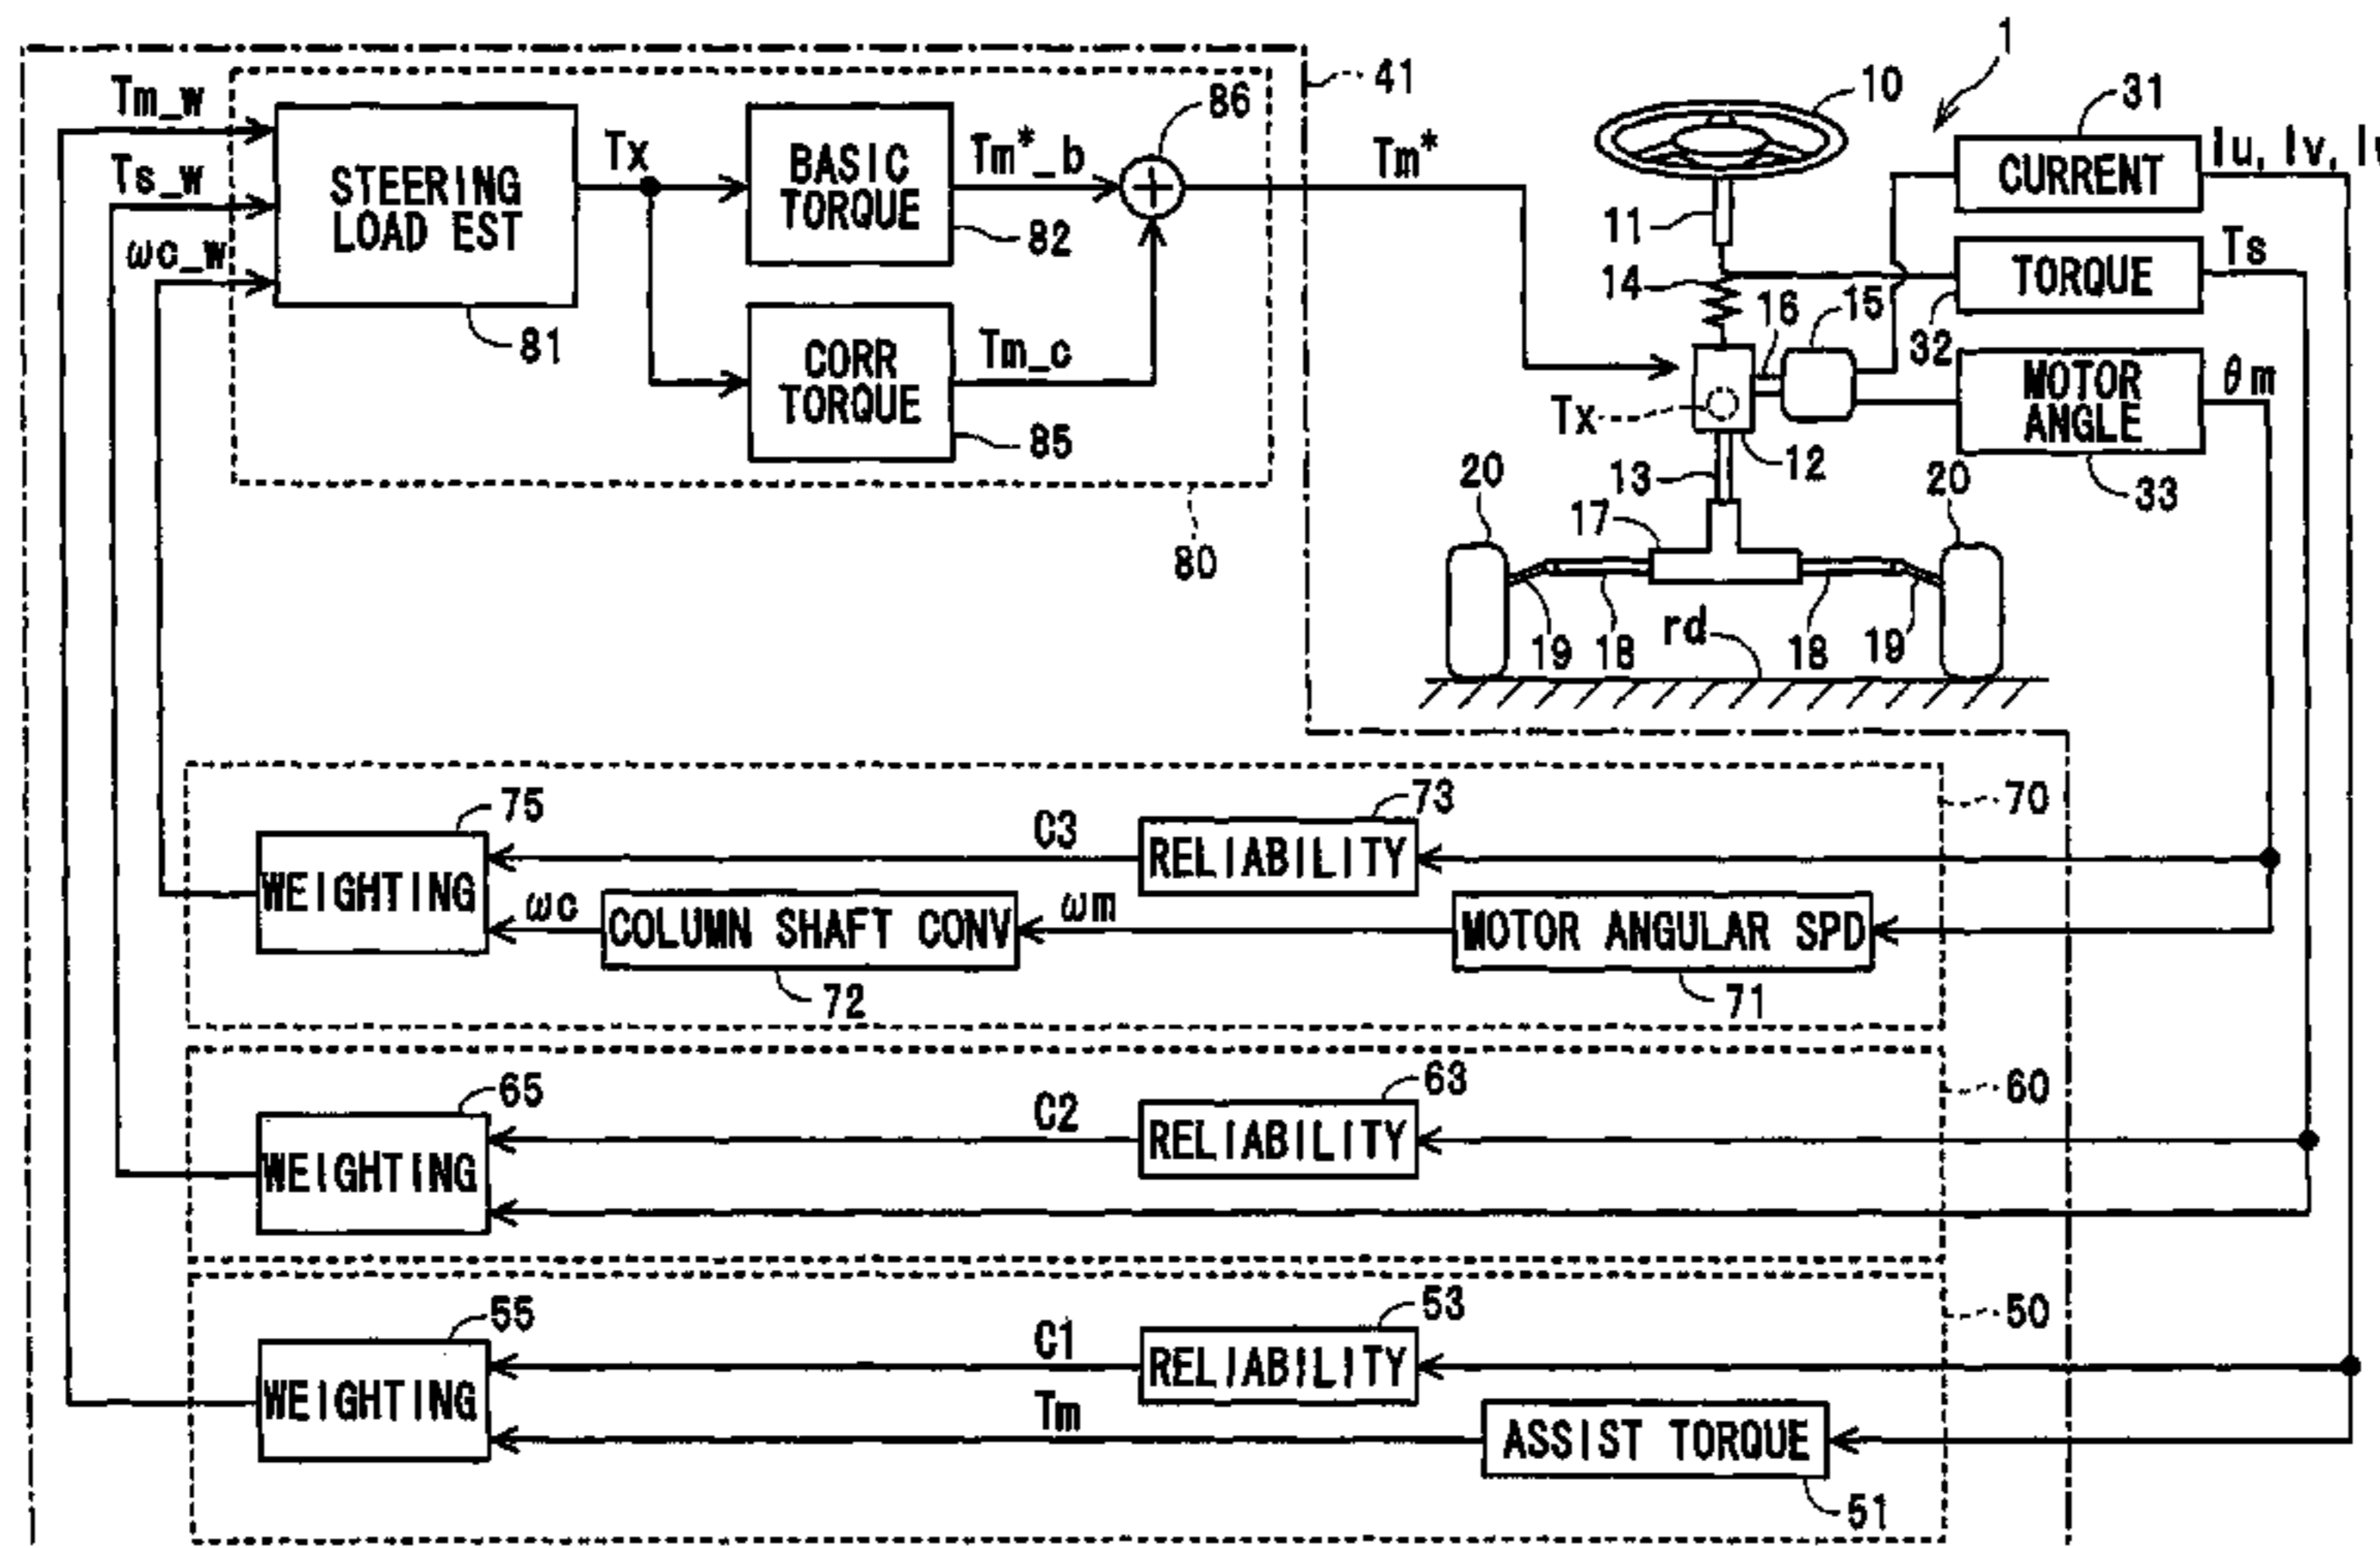 1
41
Tm_w
Ts_w
ωc_w
STEERING
LOAD EST
81
Tx
BASIC
TORQUE
82
Tm*_b
86
CORR
TORQUE
85
Tm_c
80
Tm*
10
11
14
16
15
Tx
12
13
17
20
20
19
18
18
19
rd
31
CURRENT
Iu, Iv,
TORQUE
32
Ts
MOTOR
ANGLE
33
θm
70
75
WEIGHTING
C3
73
RELIABILITY
ωc
COLUMN SHAFT CONV
72
ωm
MOTOR ANGULAR SPD
71
60
65
WEIGHTING
C2
63
RELIABILITY
50
55
WEIGHTING
C1
53
RELIABILITY
Tm
ASSIST TORQUE
51